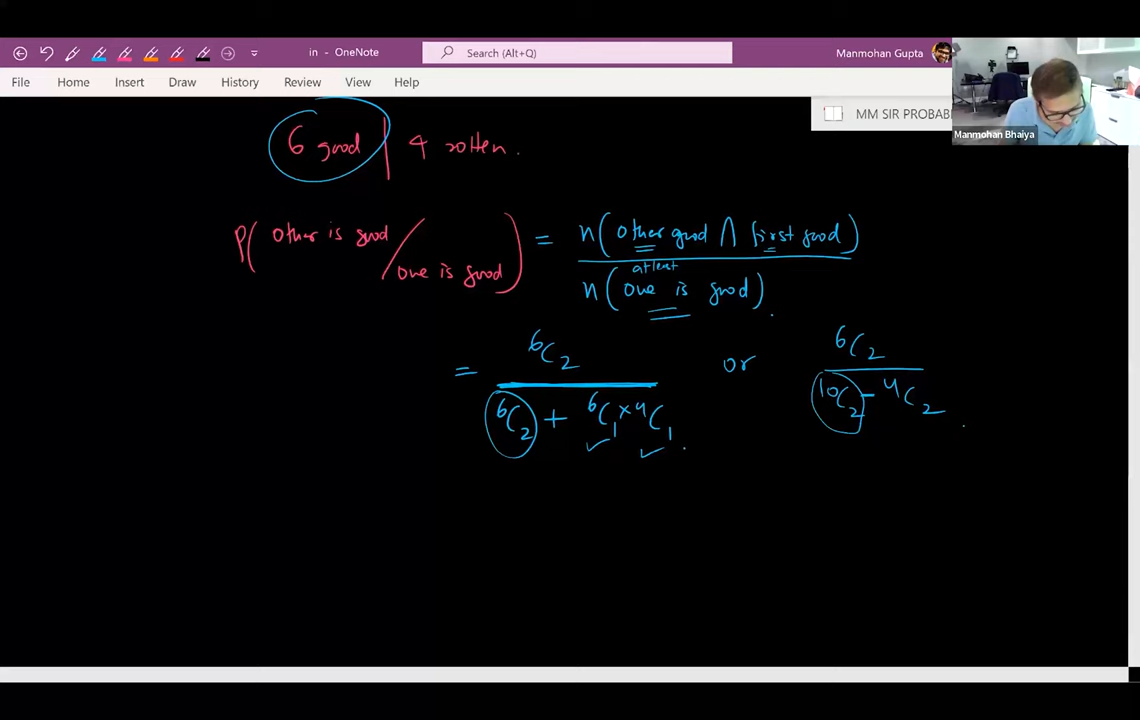 in - OneNote
Search (Alt+Q)
Manmohan Gupta
File Home Insert Draw History Review View Help
MM SIR PROBAB
Manmohan Bhaiya
6 good | 4 rotten.
P( other is good / one is good ) = n( other good ∩ first good ) / n( atleast one is good ).
= ⁶C₂ / ( ⁶C₂ + ⁶C₁ × ⁴C₁ ) or ⁶C₂ / ( ¹⁰C₂ - ⁴C₂ )